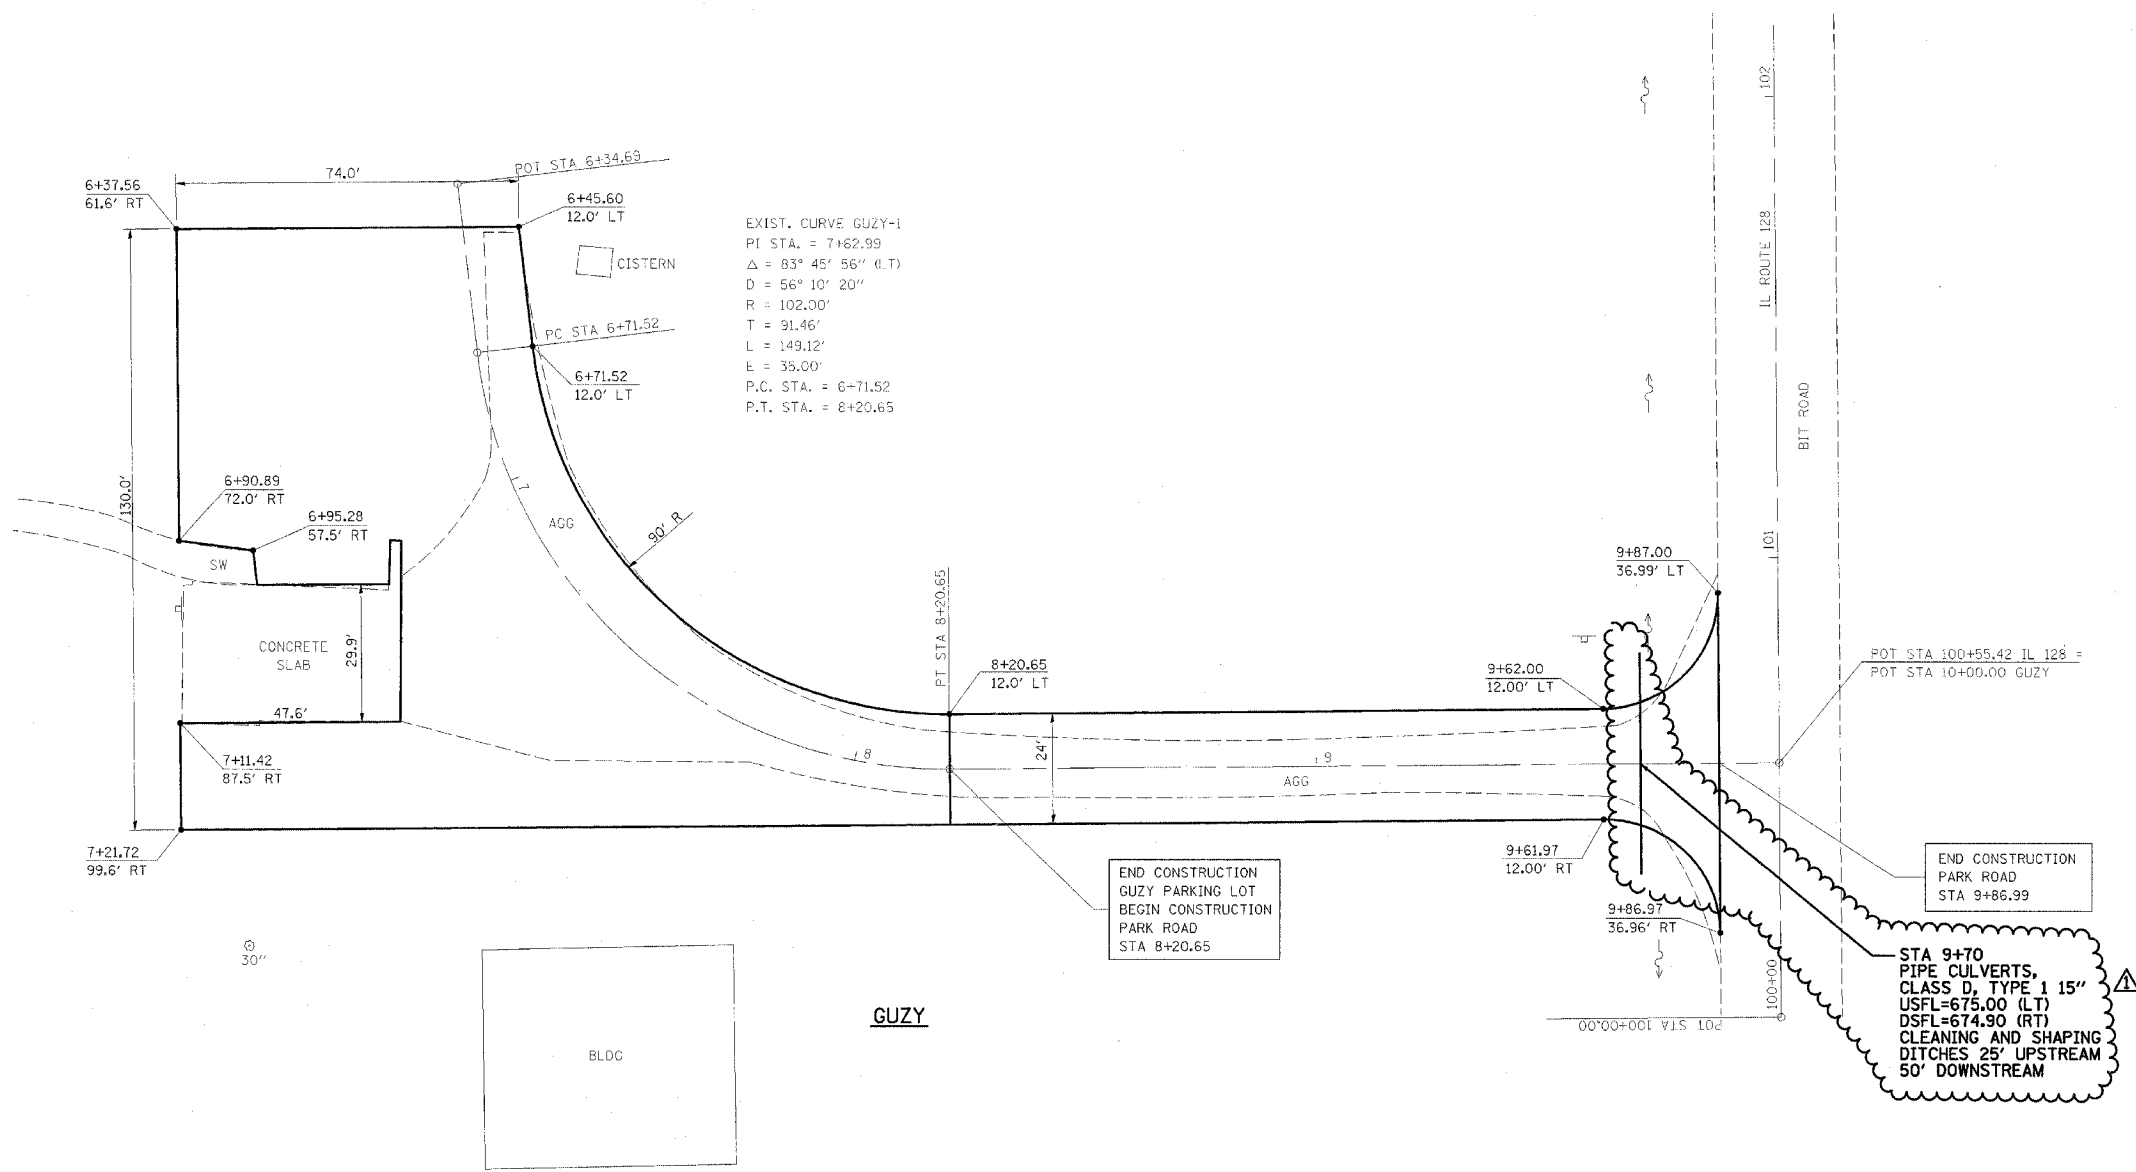 102
IL ROUTE 128
BIT ROAD
101
POT STA 6+34.69
74.0'
6+37.56
61.6' RT
6+45.60
12.0' LT
EXIST. CURVE GUZY-1
PI STA. = 7+62.99
Δ = 83° 45' 56" (LT)
D = 56° 10' 20"
R = 102.00'
T = 91.46'
L = 149.12'
E = 35.00'
P.C. STA. = 6+71.52
P.T. STA. = 8+20.65
CISTERN
PC STA 6+71.52
6+71.52
12.0' LT
130.0'
6+90.89
72.0' RT
6+95.28
57.5' RT
7
AGG
90' R
SW
CONCRETE
SLAB
29.9'
47.6'
PT STA 8+20.65
8+20.65
12.0' LT
9+87.00
36.99' LT
9+62.00
12.00' LT
POT STA 100+55.42 IL 128 =
POT STA 10+00.00 GUZY
7+11.42
87.5' RT
8
24'
9
AGG
7+21.72
99.6' RT
9+61.97
12.00' RT
END CONSTRUCTION
GUZY PARKING LOT
BEGIN CONSTRUCTION
PARK ROAD
STA 8+20.65
END CONSTRUCTION
PARK ROAD
STA 9+86.99
9+86.97
36.96' RT
30"
BLDG
GUZY
100+00
POT STA 100+00.00
STA 9+70
PIPE CULVERTS,
CLASS D, TYPE 1 15"
USFL=675.00 (LT)
DSFL=674.90 (RT)
CLEANING AND SHAPING
DITCHES 25' UPSTREAM
50' DOWNSTREAM
1